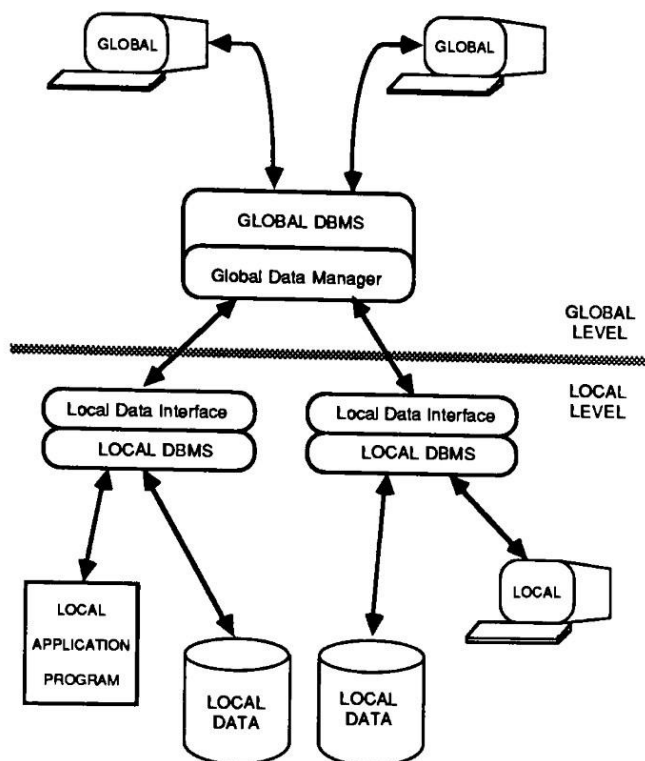 GLOBAL
GLOBAL
GLOBAL DBMS
Global Data Manager
GLOBAL
LEVEL
LOCAL
LEVEL
Local Data Interface
LOCAL DBMS
Local Data Interface
LOCAL DBMS
LOCAL
APPLICATION
PROGRAM
LOCAL
DATA
LOCAL
DATA
LOCAL